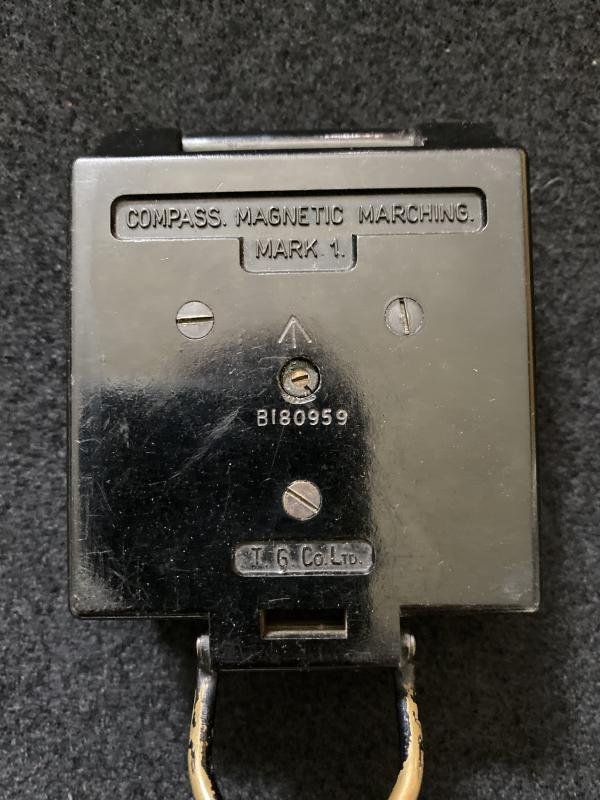 COMPASS. MAGNETIC MARCHING.
MARK. 1.
B180959
T. G. Co. LTD.